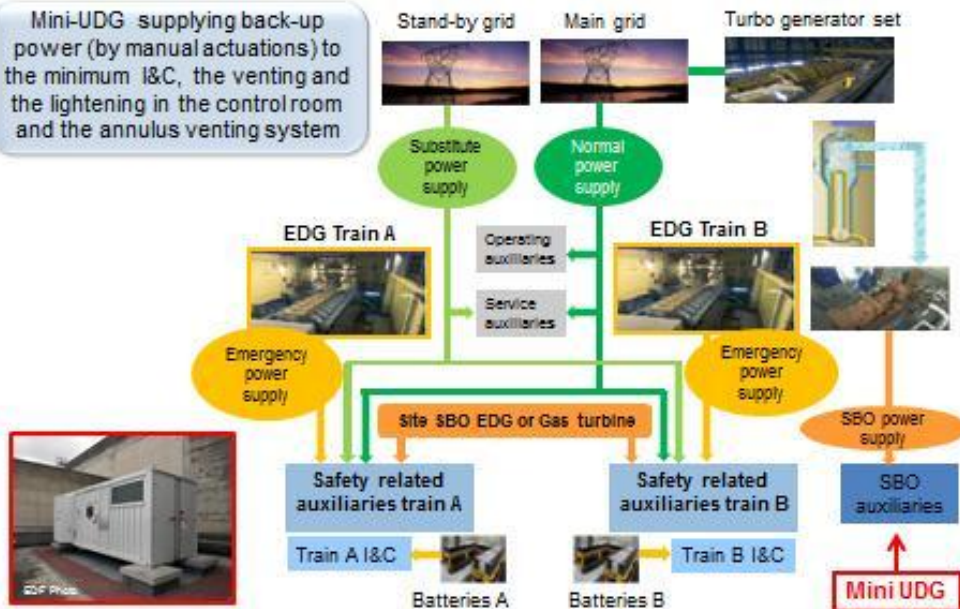 Mini-UDG supplying back-up
power (by manual actuations) to
the minimum I&C, the venting and
the lightening in the control room
and the annulus venting system
Stand-by grid
Main grid
Turbo generator set
Substitute
power
supply
Normal
power
supply
EDG Train A
EDG Train B
Operating
auxiliaries
Service
auxiliaries
Emergency
power
supply
Emergency
power
supply
Site SBO EDG or Gas turbine
SBO power
supply
Safety related
auxiliaries train A
Safety related
auxiliaries train B
SBO
auxiliaries
Train A I&C
Train B I&C
Batteries A
Batteries B
Mini UDG
EDF Photo